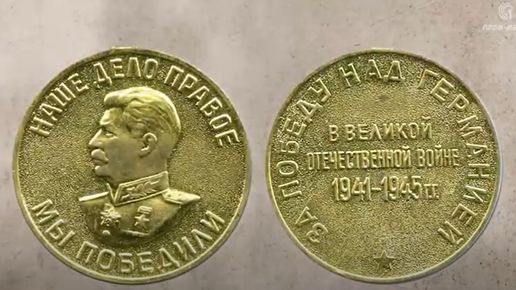 НАШЕ ДЕЛО ПРАВОЕ
МЫ ПОБЕДИЛИ
ЗА ПОБЕДУ НАД ГЕРМАНИЕЙ
В ВЕЛИКОЙ
ОТЕЧЕСТВЕННОЙ ВОЙНЕ
1941-1945 гг.